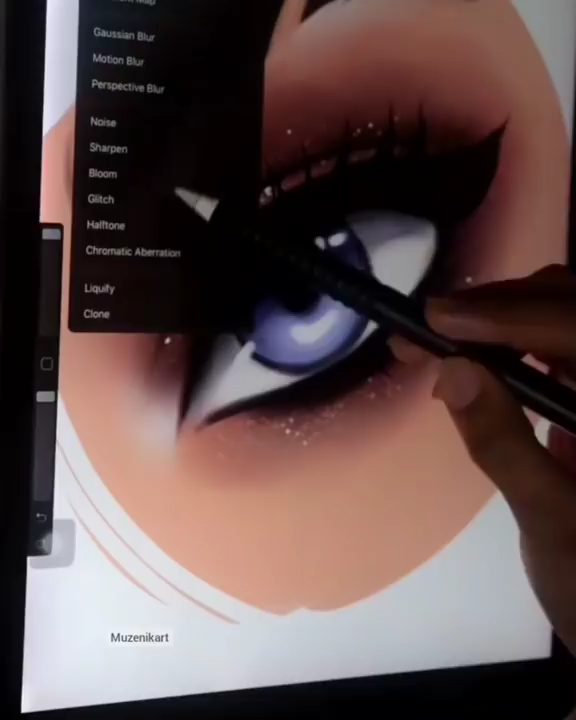 Gaussian Blur
Motion Blur
Perspective Blur
Noise
Sharpen
Bloom
Glitch
Halftone
Chromatic Aberration
Liquify
Clone
Muzenikart